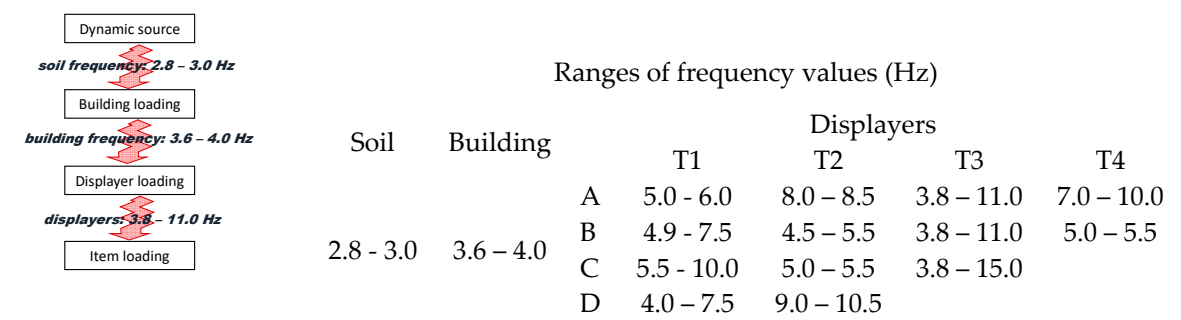 Dynamic source
soil frequency: 2.8 – 3.0 Hz
Building loading
building frequency: 3.6 – 4.0 Hz
Displayer loading
displayers: 3.8 – 11.0 Hz
Item loading
Ranges of frequency values (Hz)
Soil Building Displayers
T1 T2 T3 T4
A 5.0 - 6.0 8.0 – 8.5 3.8 – 11.0 7.0 – 10.0
B 4.9 - 7.5 4.5 – 5.5 3.8 – 11.0 5.0 – 5.5
2.8 - 3.0 3.6 – 4.0
C 5.5 - 10.0 5.0 – 5.5 3.8 – 15.0
D 4.0 – 7.5 9.0 – 10.5